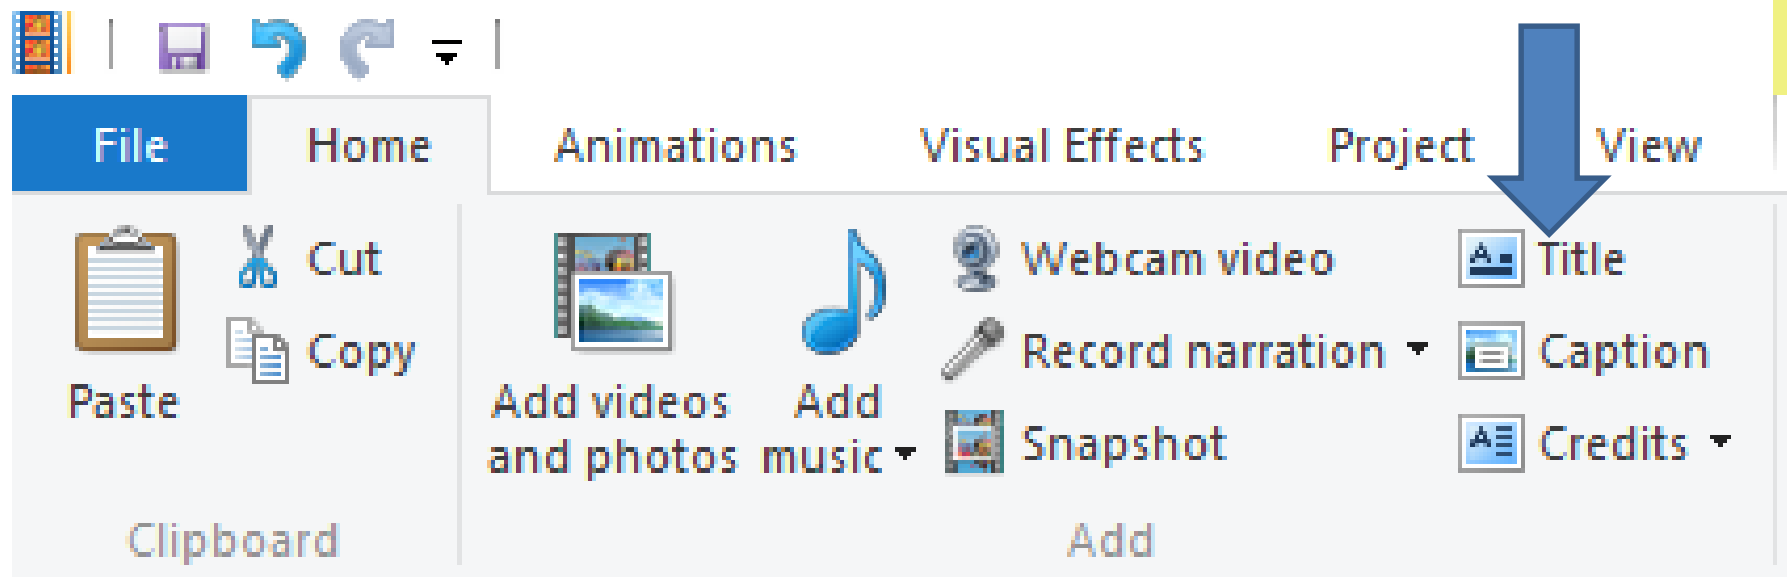 File Home Animations Visual Effects Project View
Cut Webcam video Title
Copy Record narration Caption
Paste Add videos and photos Add music Snapshot Credits
Clipboard Add